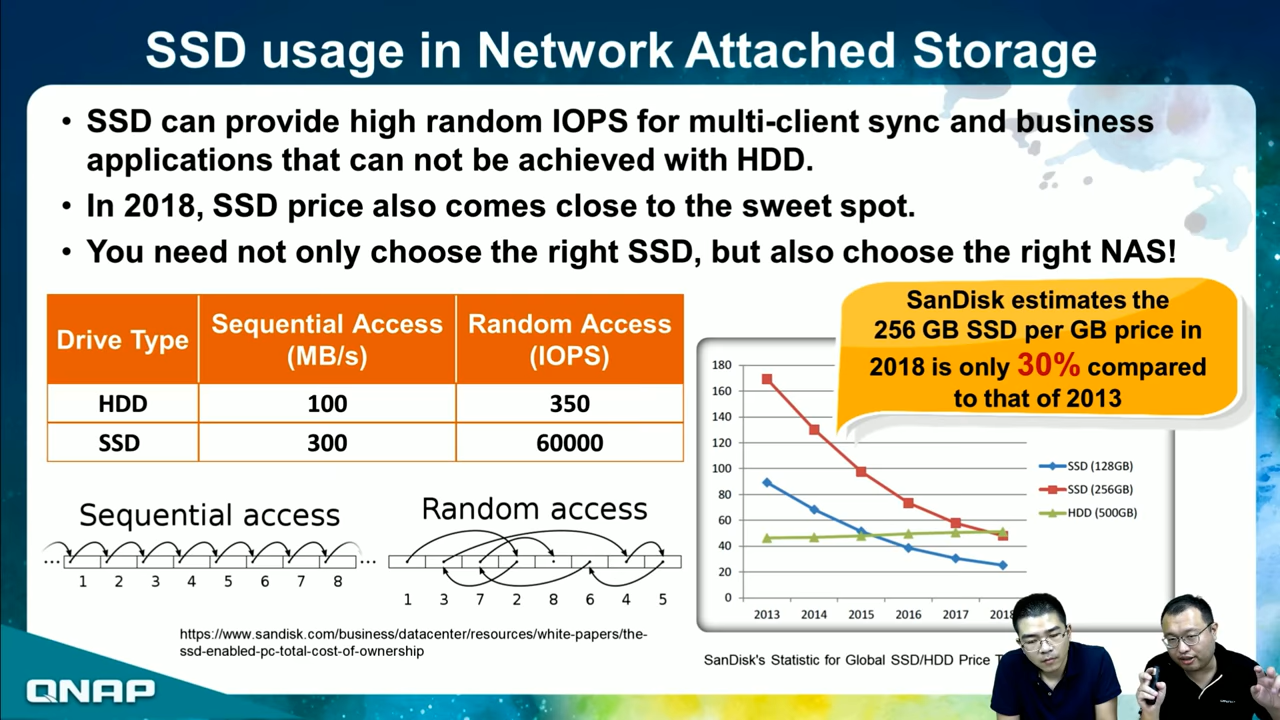 SSD usage in Network Attached Storage
• SSD can provide high random IOPS for multi-client sync and business
applications that can not be achieved with HDD.
• In 2018, SSD price also comes close to the sweet spot.
• You need not only choose the right SSD, but also choose the right NAS!
Drive Type
Sequential Access
(MB/s)
Random Access
(IOPS)
HDD
100
350
SSD
300
60000
Sequential access
...
...
1 2 3 4 5 6 7 8
Random access
1 3 7 2 8 6 4 5
https://www.sandisk.com/business/datacenter/resources/white-papers/the-
ssd-enabled-pc-total-cost-of-ownership
SanDisk estimates the
256 GB SSD per GB price in
2018 is only 30% compared
to that of 2013
180
160
140
120
100
80
60
40
20
0
2013 2014 2015 2016 2017 2018
SSD (128GB)
SSD (256GB)
HDD (500GB)
SanDisk's Statistic for Global SSD/HDD Price
QNAP